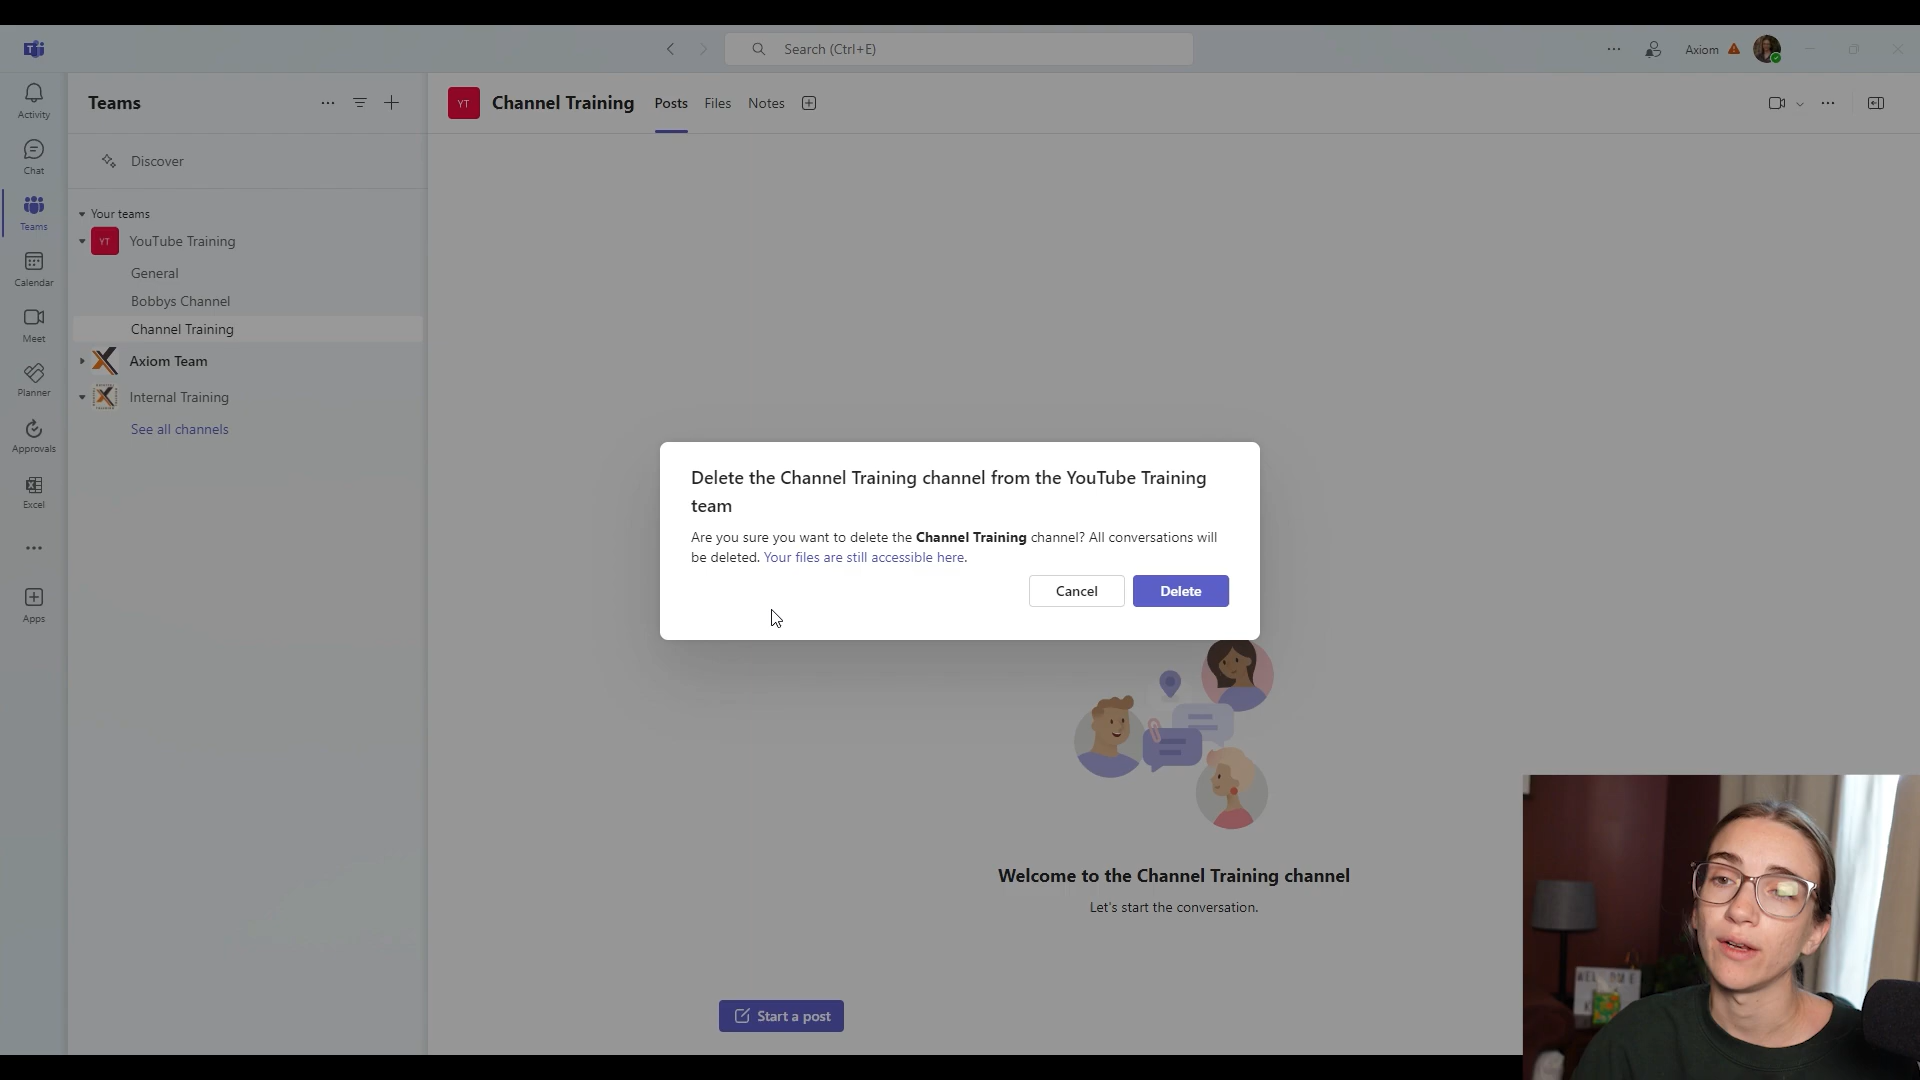 Search (Ctrl+E)
Axiom
Activity
Chat
Teams
Calendar
Meet
Planner
Approvals
Excel
Apps
Teams
Discover
Your teams
YT
YouTube Training
General
Bobbys Channel
Channel Training
Axiom Team
Internal Training
See all channels
YT
Channel Training
Posts
Files
Notes
Delete the Channel Training channel from the YouTube Training
team
Are you sure you want to delete the Channel Training channel? All conversations will
be deleted. Your files are still accessible here.
Cancel
Delete
Welcome to the Channel Training channel
Let's start the conversation.
Start a post